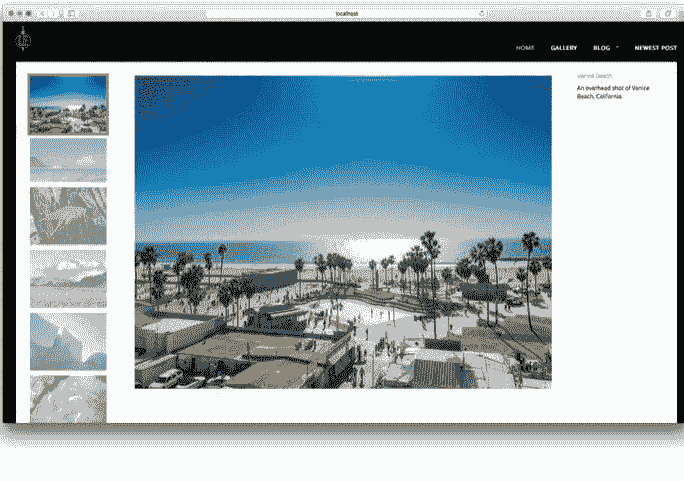 localhost
HOME
GALLERY
BLOG
NEWEST POST
Venice Beach
An overhead shot of Venice
Beach, California.